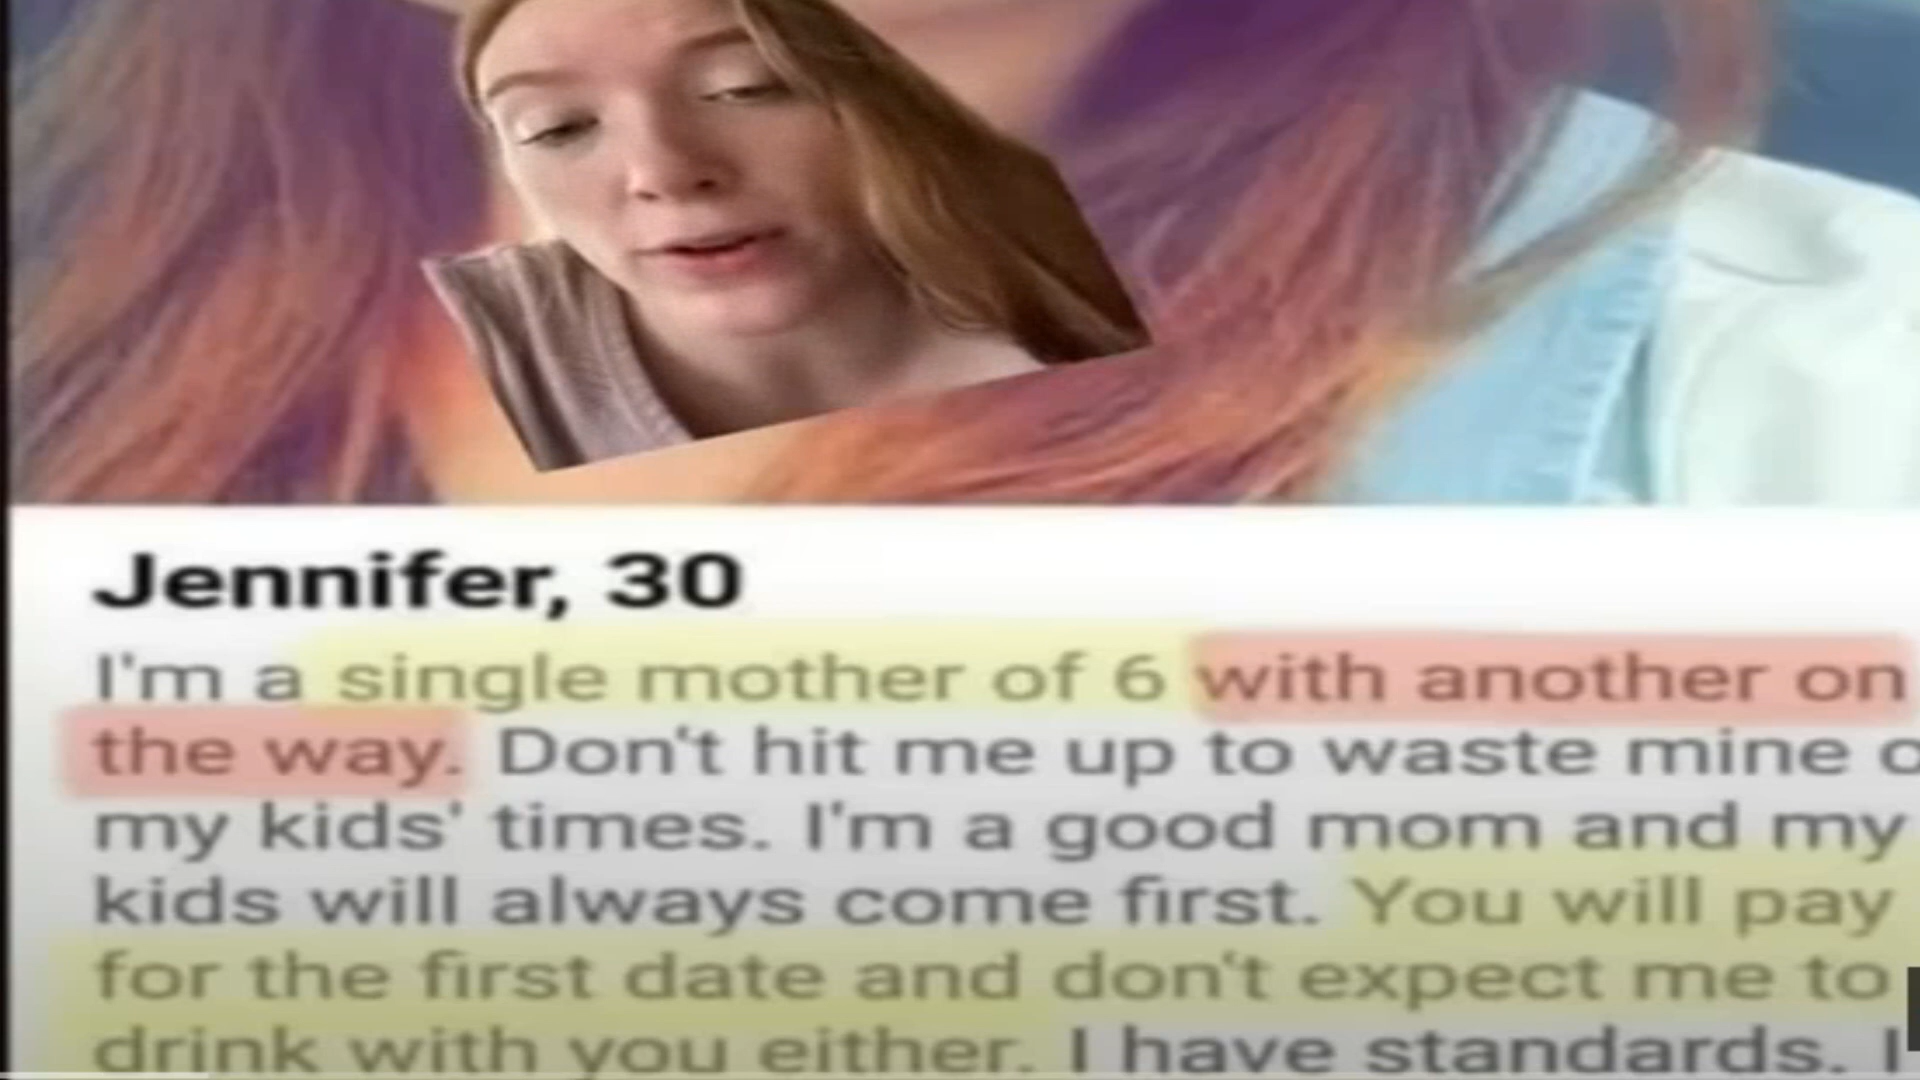 Jennifer, 30
I'm a single mother of 6 with another on
the way. Don't hit me up to waste mine
my kids' times. I'm a good mom and my
kids will always come first. You will pay
for the first date and don't expect me to
drink with you either. I have standards. I